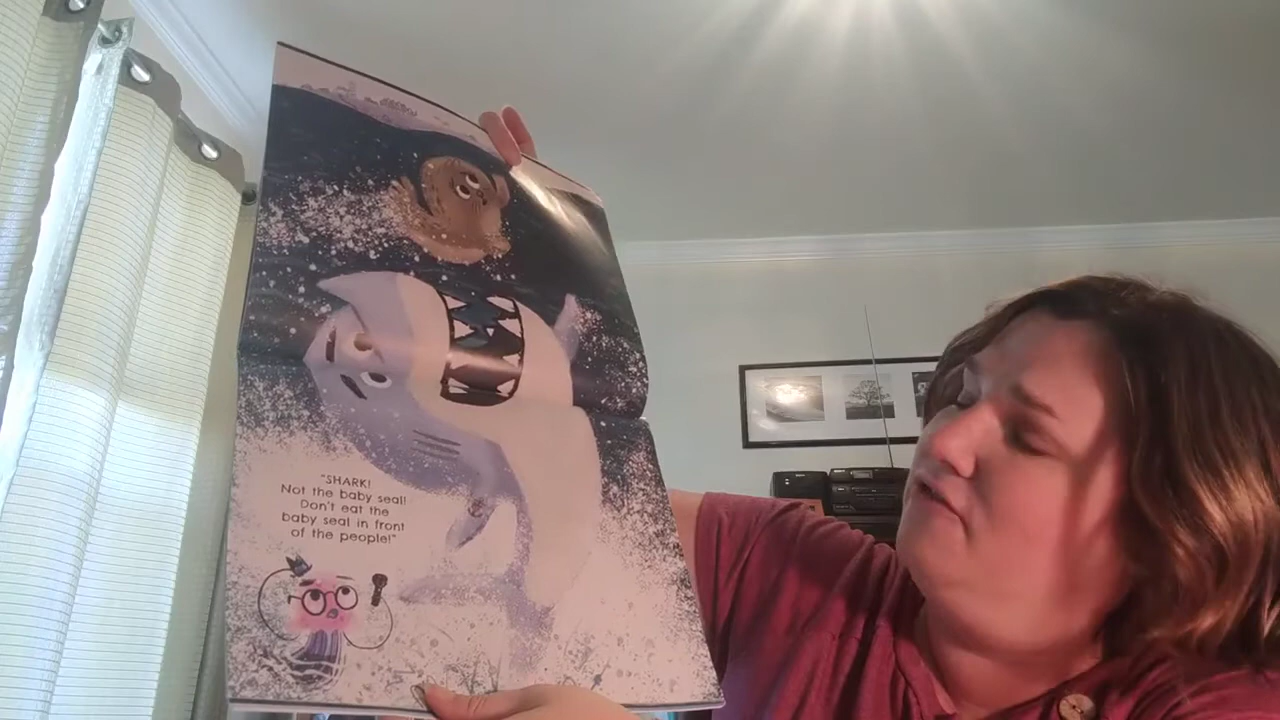 "SHARK!
Not the baby seal!
Don't eat the
baby seal in front
of the people!"